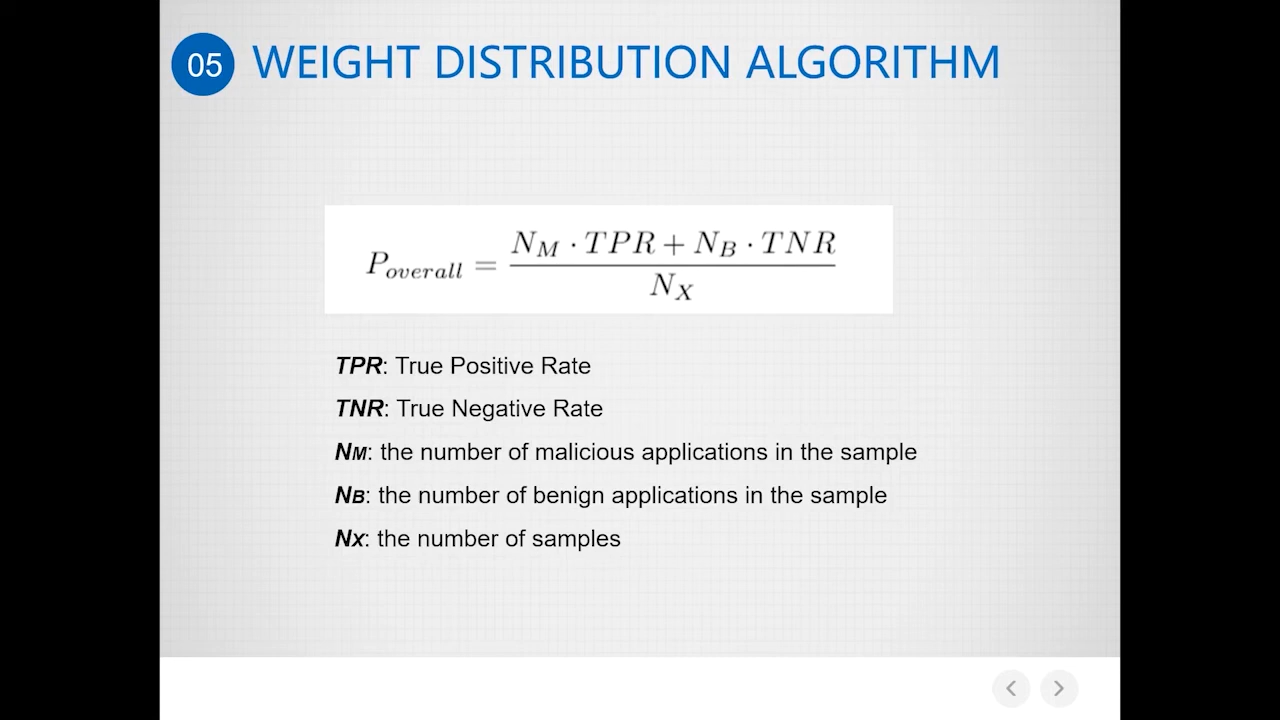 05 WEIGHT DISTRIBUTION ALGORITHM
P_overall = (N_M · TPR + N_B · TNR) / N_X
TPR: True Positive Rate
TNR: True Negative Rate
NM: the number of malicious applications in the sample
NB: the number of benign applications in the sample
NX: the number of samples